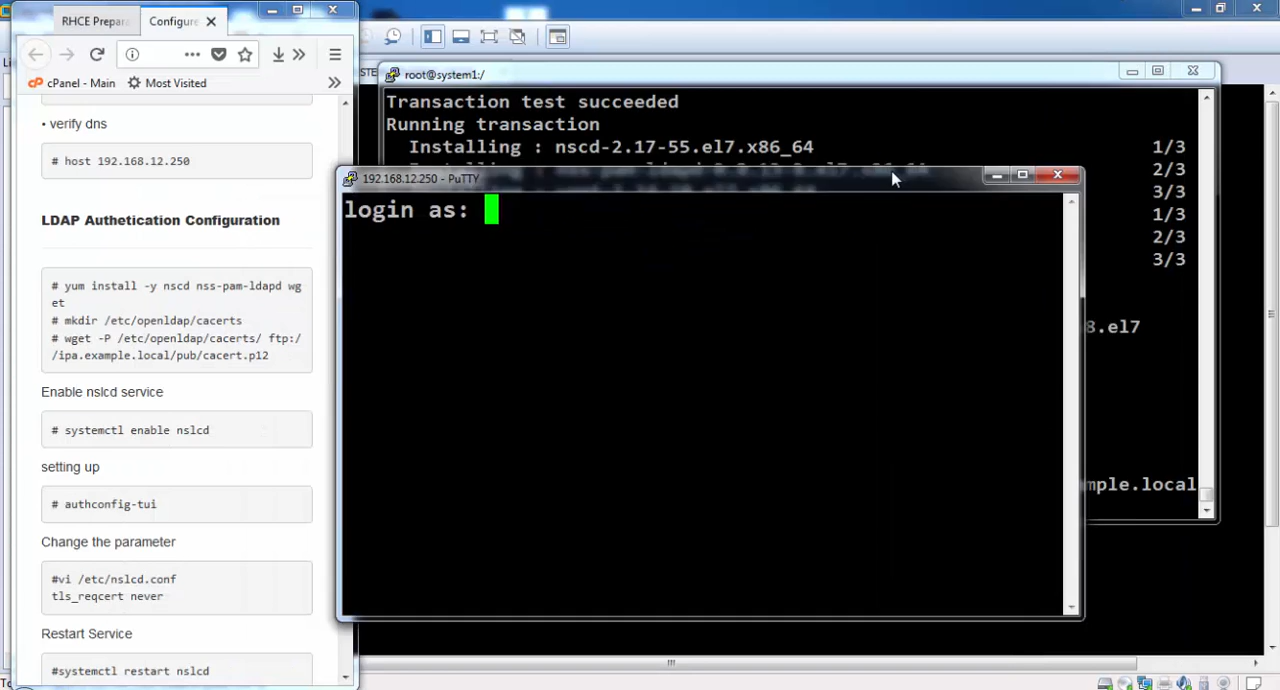 RHCE Prepara
Configure
cPanel - Main
Most Visited
• verify dns
# host 192.168.12.250
LDAP Authetication Configuration
# yum install -y nscd nss-pam-ldapd wg
et
# mkdir /etc/openldap/cacerts
# wget -P /etc/openldap/cacerts/ ftp:/
/ipa.example.local/pub/cacert.p12
Enable nslcd service
# systemctl enable nslcd
setting up
# authconfig-tui
Change the parameter
#vi /etc/nslcd.conf
tls_reqcert never
Restart Service
#systemctl restart nslcd
root@system1:/
Transaction test succeeded
Running transaction
Installing : nscd-2.17-55.el7.x86_64 1/3
2/3
3/3
1/3
2/3
3/3
8.el7
mple.local
192.168.12.250 - PuTTY
login as: